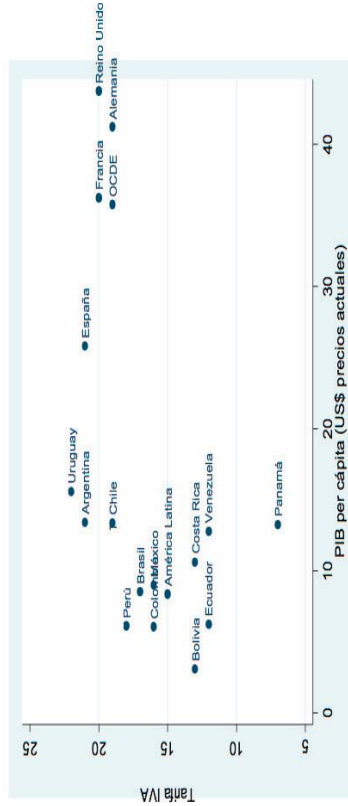 Tarifa IVA
25
20
15
10
5
Uruguay
Argentina
España
Francia
Reino Unido
Chile
OCDE
Alemania
Perú
Brasil
Colombia
México
América Latina
Bolivia
Costa Rica
Ecuador
Venezuela
Panamá
0
10
20
30
40
PIB per cápita (US$ precios actuales)